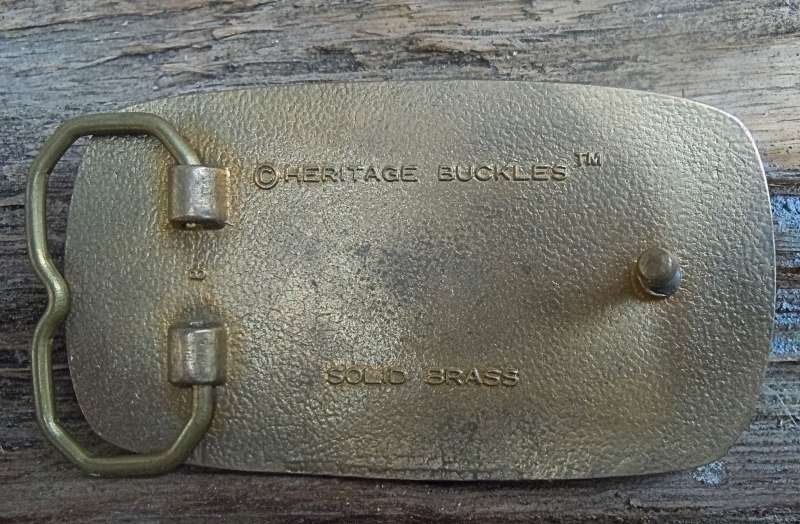 ©HERITAGE BUCKLES™
SOLID BRASS